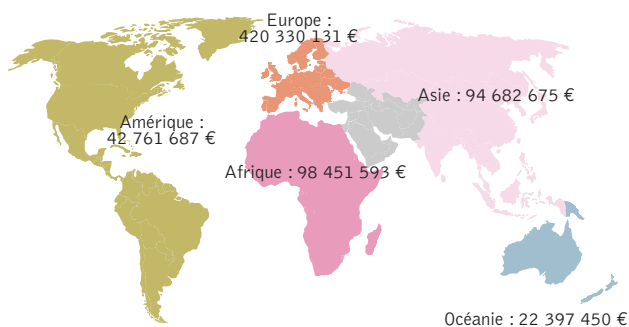 Europe :
420 330 131 €
Asie : 94 682 675 €
Amérique :
42 761 687 €
Afrique : 98 451 593 €
Océanie : 22 397 450 €